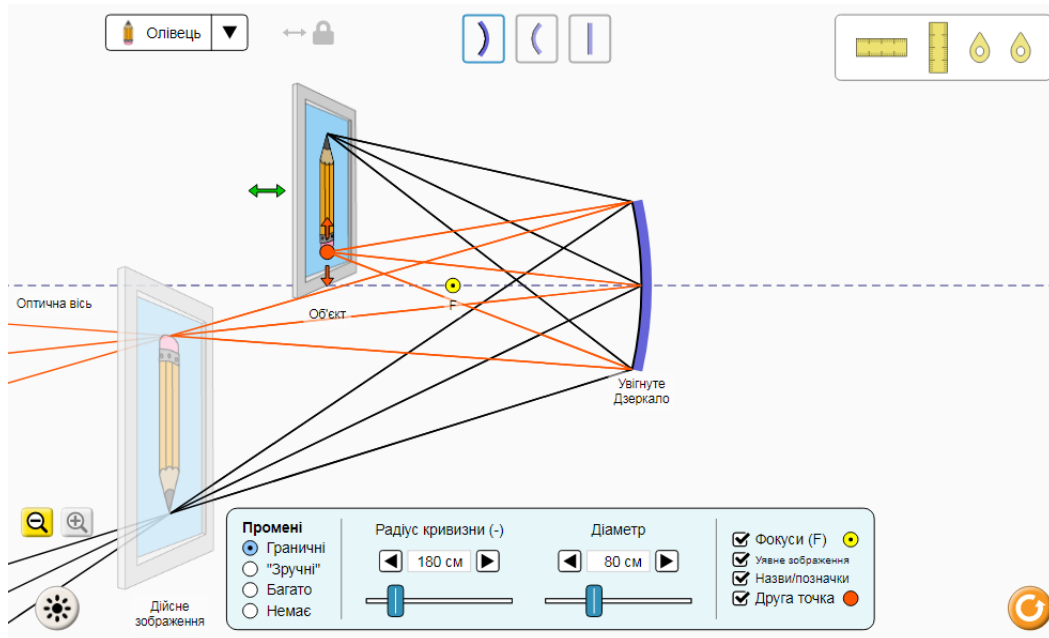 Олівець
Оптична вісь
Об'єкт
F
Увігнуте
Дзеркало
Дійсне
зображення
Промені
Граничні
"Зручні"
Багато
Немає
Радіус кривизни (-)
180 см
Діаметр
80 см
Фокуси (F)
Уявне зображення
Назви/позначки
Друга точка